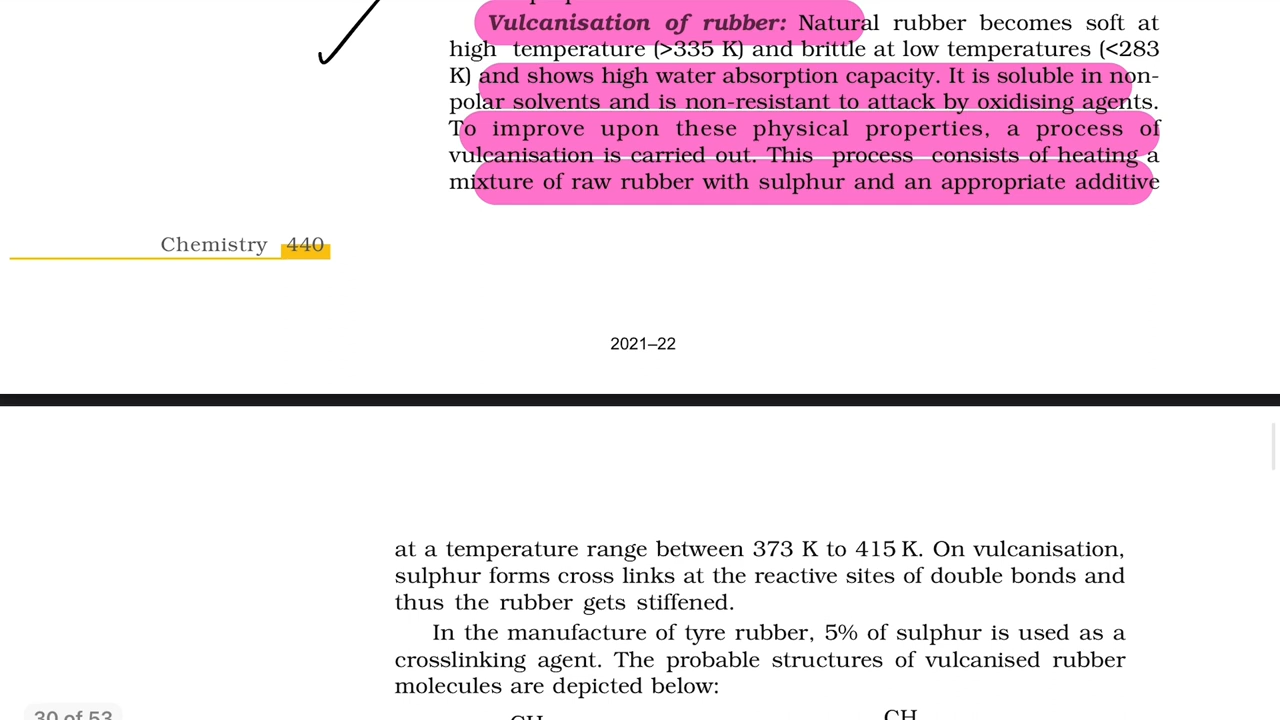 Vulcanisation of rubber: Natural rubber becomes soft at
high temperature (>335 K) and brittle at low temperatures (<283
K) and shows high water absorption capacity. It is soluble in non-
polar solvents and is non-resistant to attack by oxidising agents.
To improve upon these physical properties, a process of
vulcanisation is carried out. This process consists of heating a
mixture of raw rubber with sulphur and an appropriate additive
Chemistry 440
2021–22
at a temperature range between 373 K to 415 K. On vulcanisation,
sulphur forms cross links at the reactive sites of double bonds and
thus the rubber gets stiffened.
In the manufacture of tyre rubber, 5% of sulphur is used as a
crosslinking agent. The probable structures of vulcanised rubber
molecules are depicted below:
30 of 53
CH CH